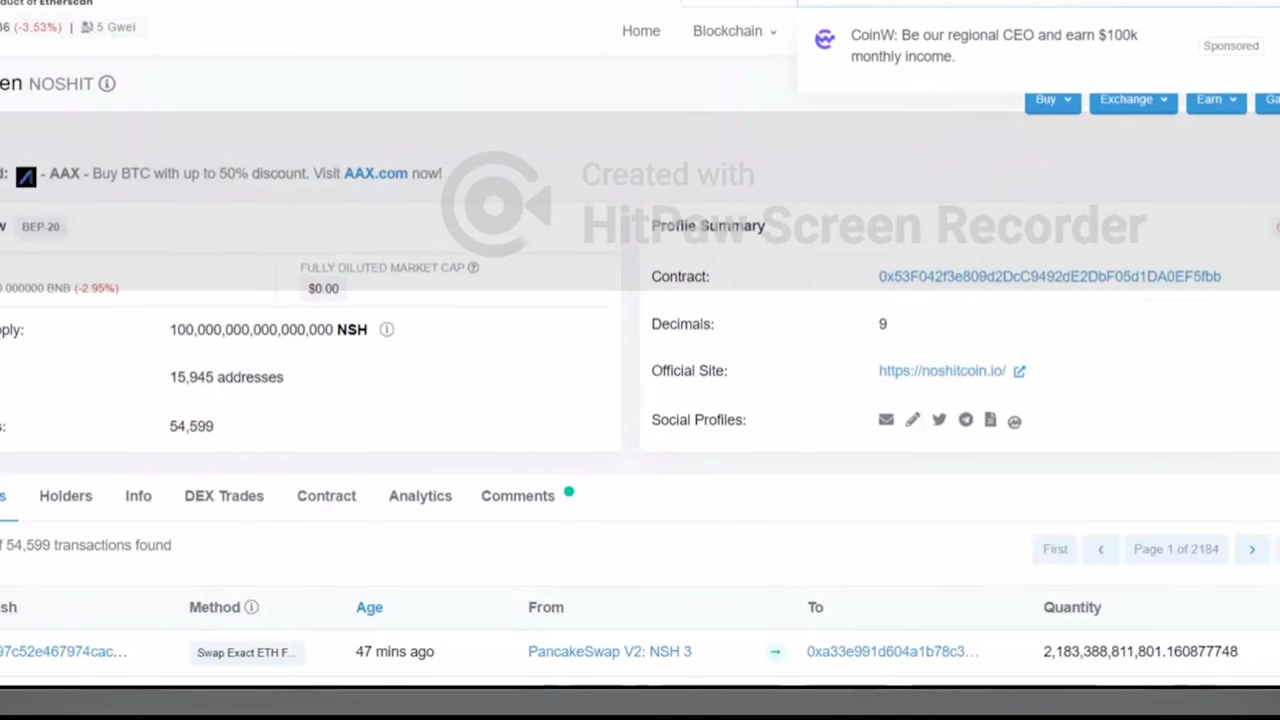 duct of Etherscan
36 (-3.53%) | 5 Gwei
Home Blockchain
CoinW: Be our regional CEO and earn $100k
monthly income.
Sponsored
en NOSHIT
Buy Exchange Earn Ga
d: - AAX - Buy BTC with up to 50% discount. Visit AAX.com now!
Created with
HitPaw Screen Recorder
w BEP-20
Profile Summary
FULLY DILUTED MARKET CAP
0.000000 BNB (-2.95%)
$0.00
Contract: 0x53F042f3e809d2DcC9492dE2DbF05d1DA0EF5fbb
pply: 100,000,000,000,000,000 NSH
Decimals: 9
15,945 addresses
Official Site: https://noshitcoin.io/
s: 54,599
Social Profiles:
s Holders Info DEX Trades Contract Analytics Comments
f 54,599 transactions found
First ‹ Page 1 of 2184 ›
sh Method Age From To Quantity
97c52e467974cac... Swap Exact ETH F... 47 mins ago PancakeSwap V2: NSH 3 → 0xa33e991d604a1b78c3... 2,183,388,811,801.160877748